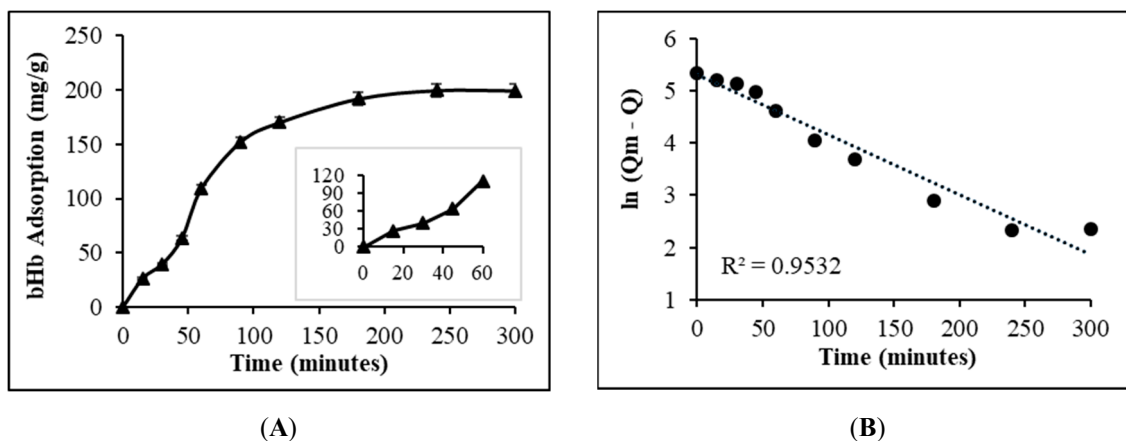 250
200
150
100
50
0
bHb Adsorption (mg/g)
0 50 100 150 200 250 300
Time (minutes)
120
90
60
30
0
0 20 40 60
(A)
6
5
4
3
2
1
ln (Qm - Q)
R² = 0.9532
0 50 100 150 200 250 300
Time (minutes)
(B)